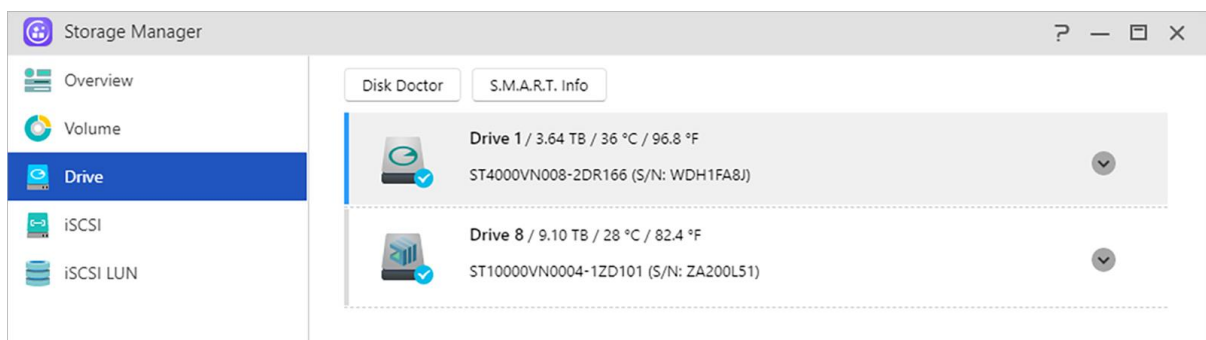 Storage Manager
Overview
Volume
Drive
iSCSI
iSCSI LUN
Disk Doctor
S.M.A.R.T. Info
Drive 1 / 3.64 TB / 36 °C / 96.8 °F
ST4000VN008-2DR166 (S/N: WDH1FA8J)
Drive 8 / 9.10 TB / 28 °C / 82.4 °F
ST10000VN0004-1ZD101 (S/N: ZA200L51)